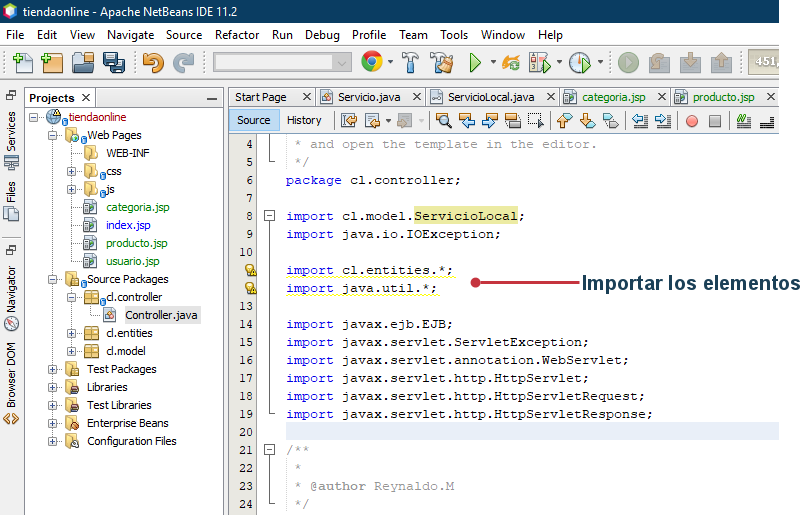 tiendaonline - Apache NetBeans IDE 11.2
File Edit View Navigate Source Refactor Run Debug Profile Team Tools Window Help
451,
Services
Files
Navigator
Browser DOM
Projects
tiendaonline
Web Pages
WEB-INF
css
js
categoria.jsp
index.jsp
producto.jsp
usuario.jsp
Source Packages
cl.controller
Controller.java
cl.entities
cl.model
Test Packages
Libraries
Test Libraries
Enterprise Beans
Configuration Files
Start Page Servicio.java ServicioLocal.java categoria.jsp producto.jsp
Source History
4 * and open the template in the editor.
5 */
6 package cl.controller;
7
8 import cl.model.ServicioLocal;
9 import java.io.IOException;
10
import cl.entities.*;
import java.util.*;
Importar los elementos
13
14 import javax.ejb.EJB;
15 import javax.servlet.ServletException;
16 import javax.servlet.annotation.WebServlet;
17 import javax.servlet.http.HttpServlet;
18 import javax.servlet.http.HttpServletRequest;
19 import javax.servlet.http.HttpServletResponse;
20
21 /**
22 *
23 * @author Reynaldo.M
24 */